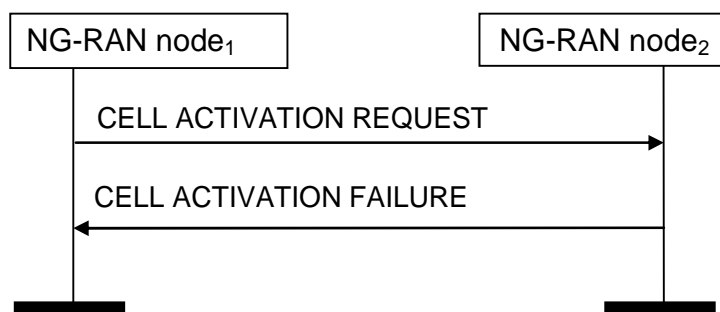 NG-RAN node₁
NG-RAN node₂
CELL ACTIVATION REQUEST
CELL ACTIVATION FAILURE